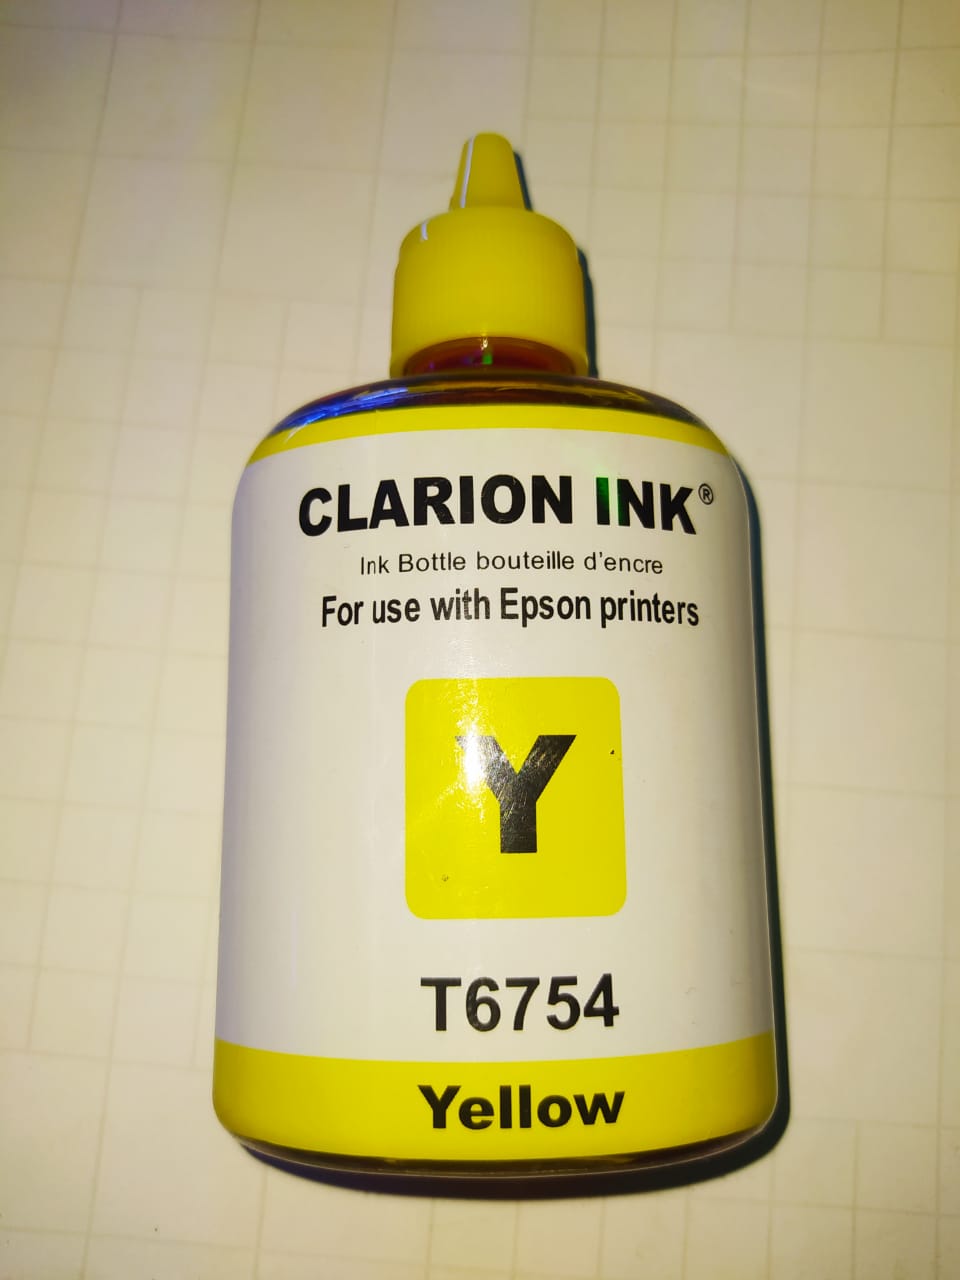 CLARION INK®
Ink Bottle bouteille d'encre
For use with Epson printers
Y
T6754
Yellow